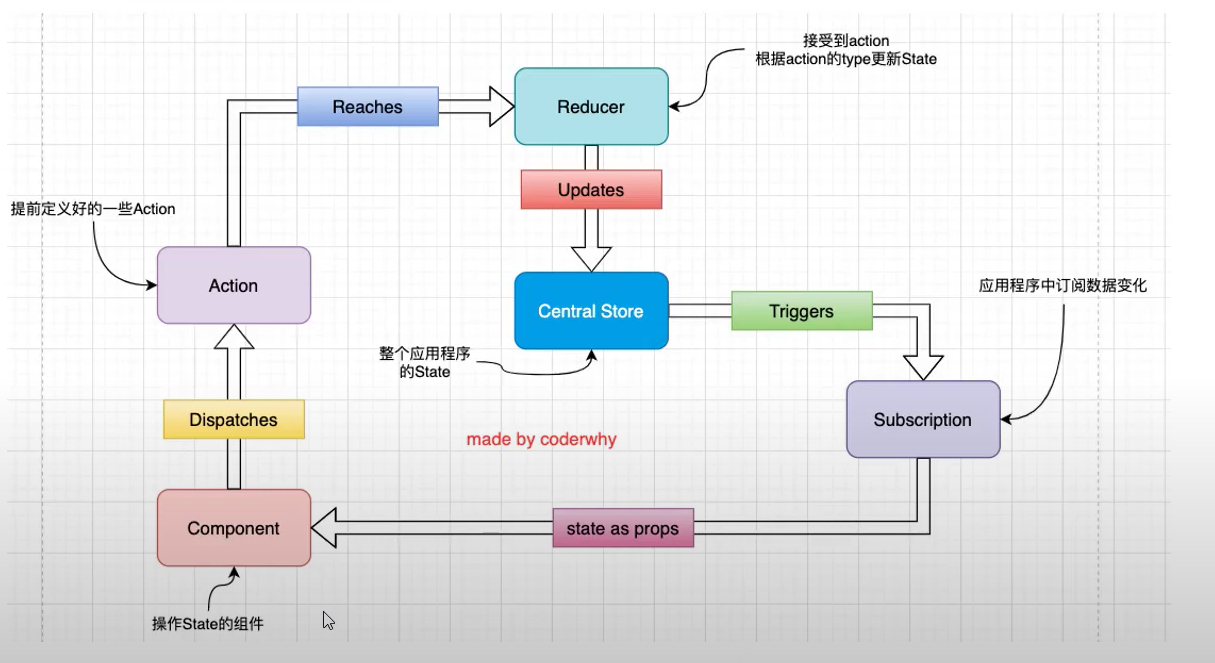 接受到action
根据action的type更新State
Reaches
Reducer
Updates
提前定义好的一些Action
Action
Central Store
Triggers
应用程序中订阅数据变化
整个应用程序
的State
Dispatches
Subscription
made by coderwhy
Component
state as props
操作State的组件